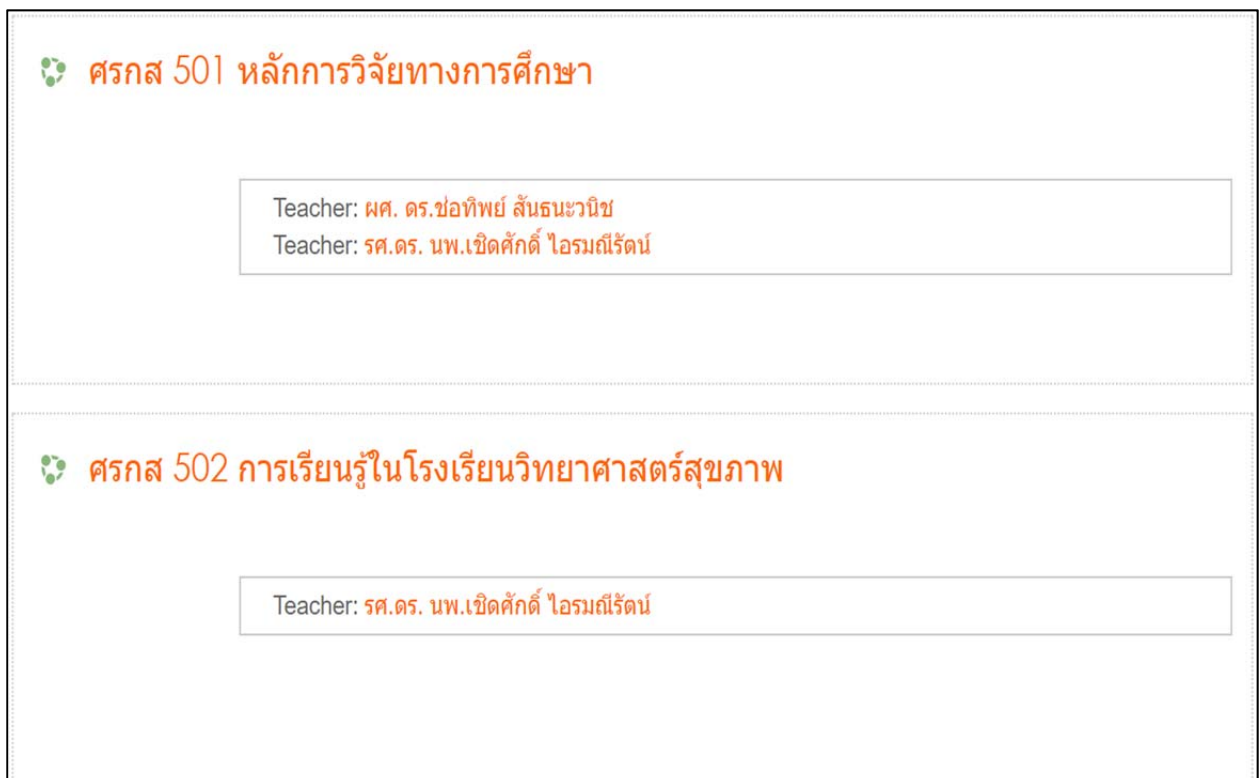 ศรกส 501 หลักการวิจัยทางการศึกษา
Teacher: ผศ. ดร.ช่อทิพย์ สันธนะวนิช
Teacher: รศ.ดร. นพ.เชิดศักดิ์ ไอรมณีรัตน์
ศรกส 502 การเรียนรู้ในโรงเรียนวิทยาศาสตร์สุขภาพ
Teacher: รศ.ดร. นพ.เชิดศักดิ์ ไอรมณีรัตน์